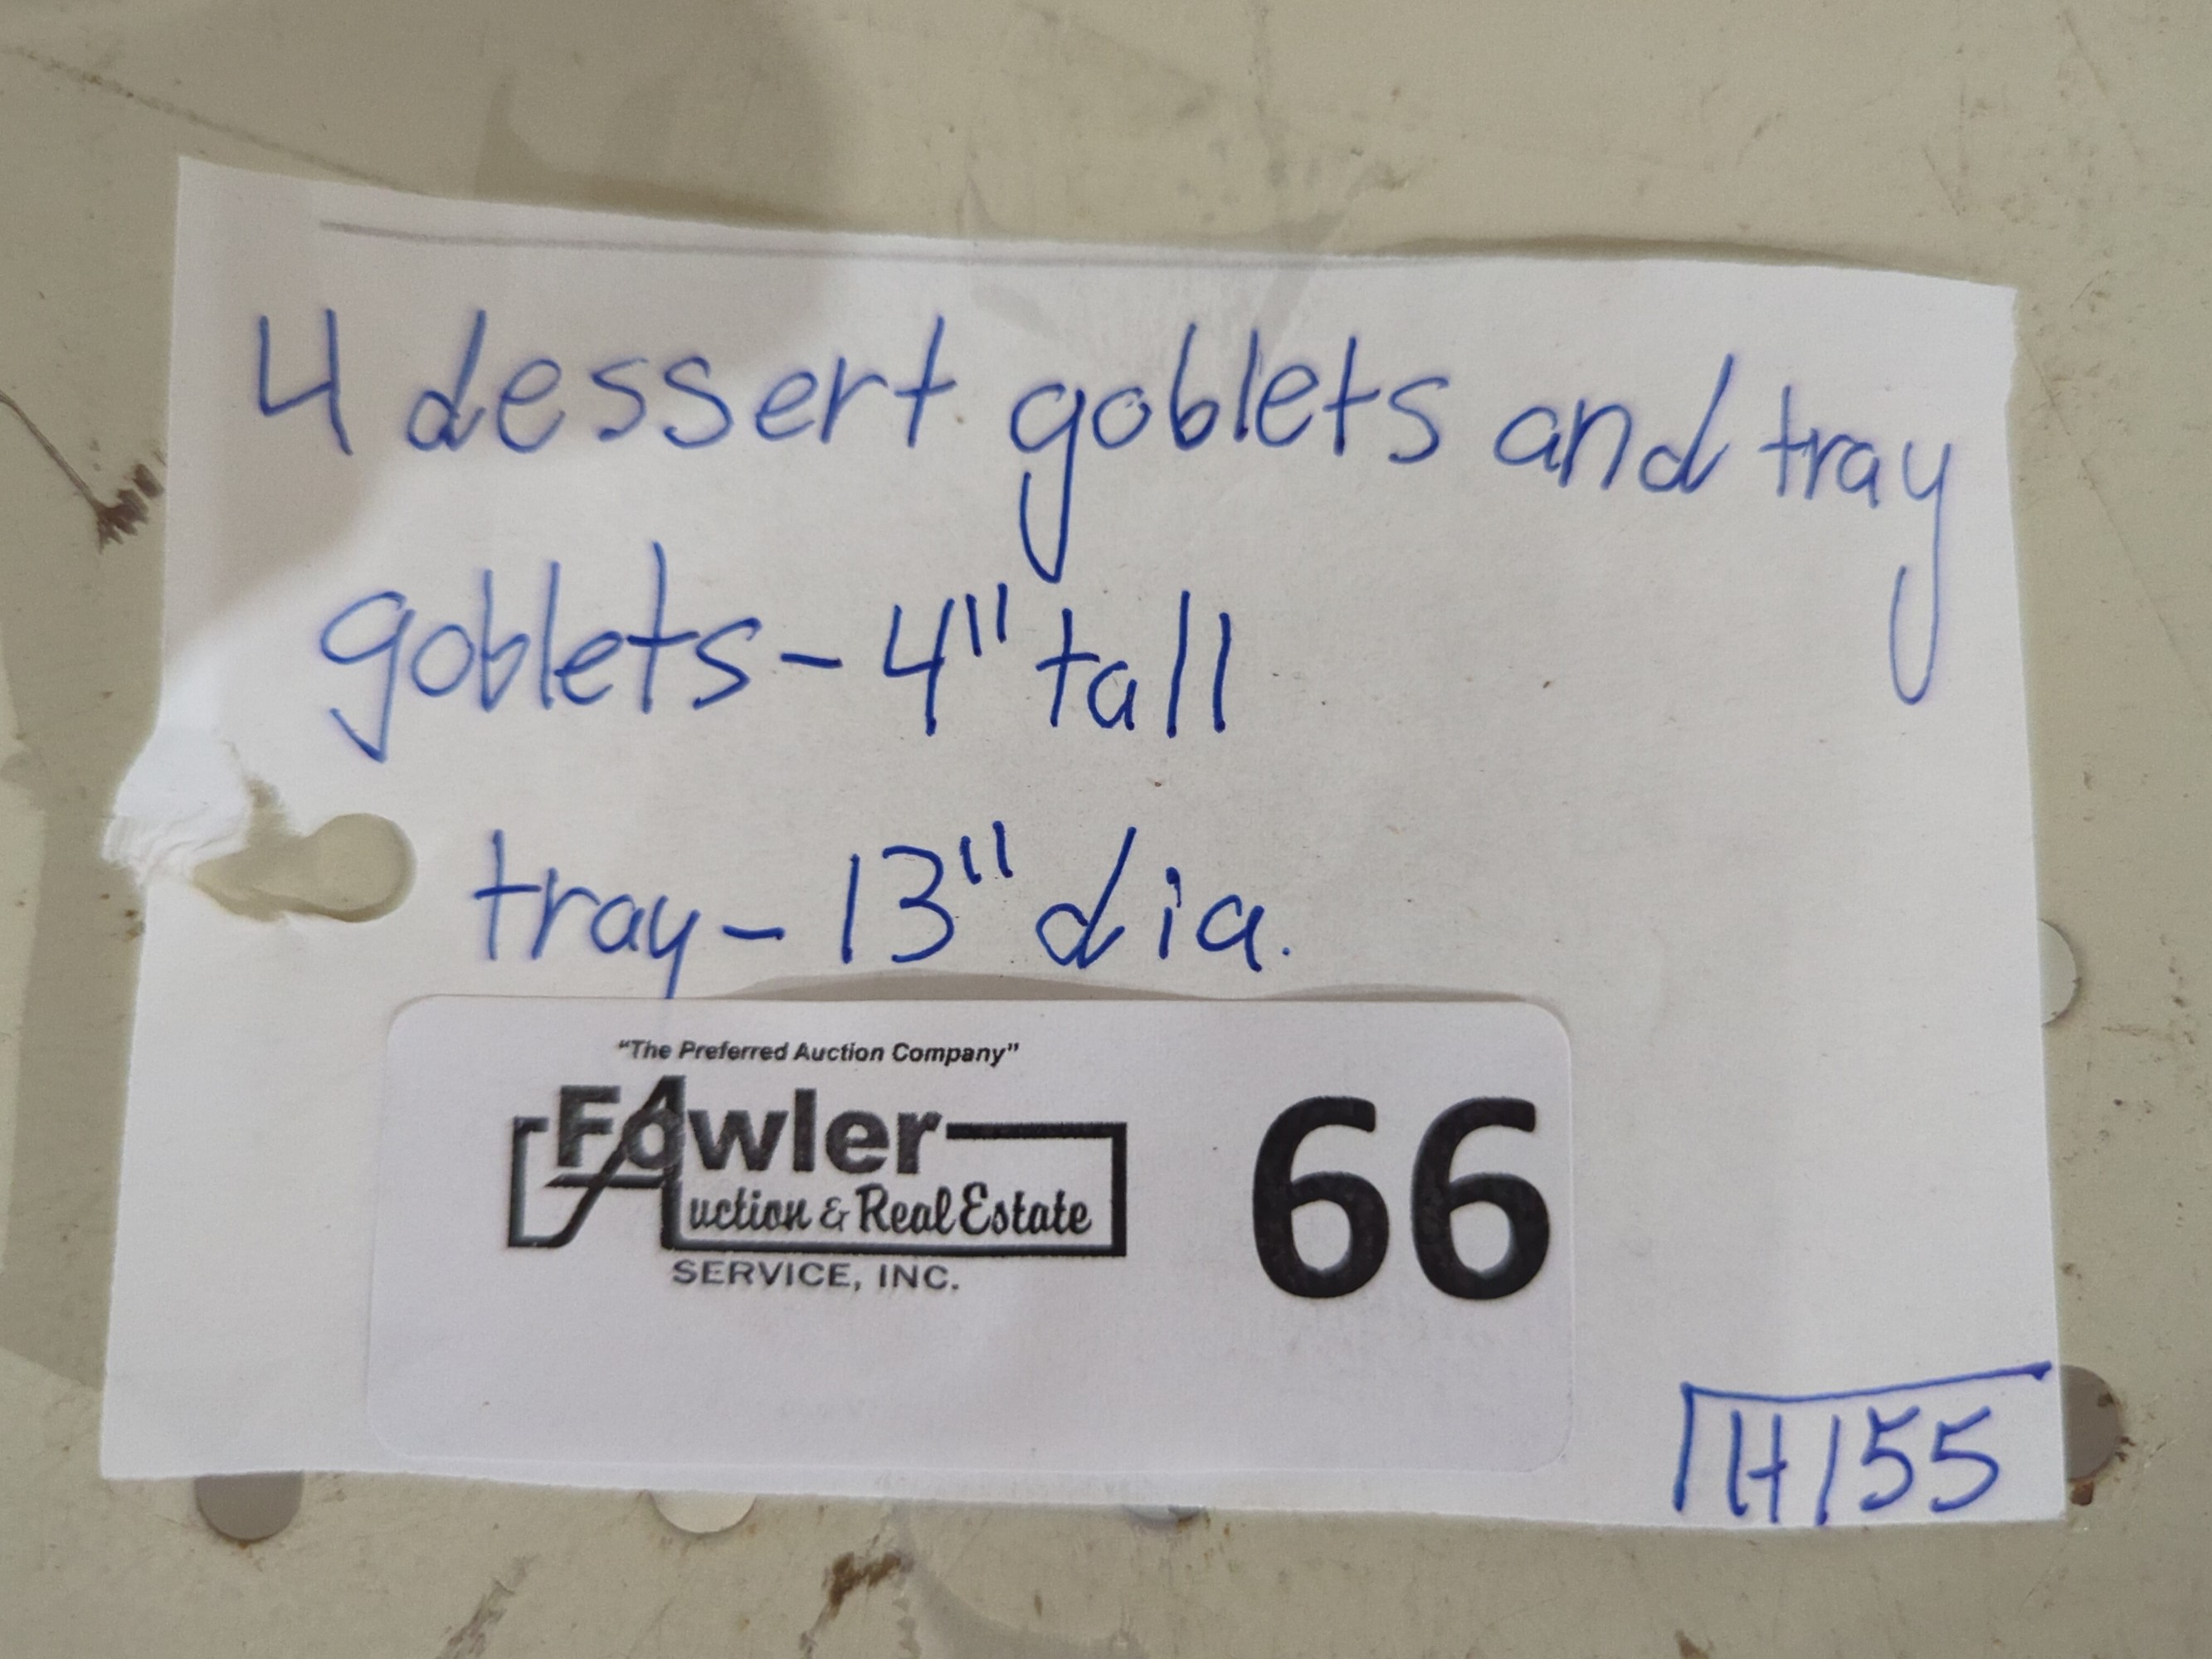 4 dessert goblets and tray
goblets - 4" tall
tray - 13" dia.
"The Preferred Auction Company"
Fowler
Auction & Real Estate
SERVICE, INC.
66
H155